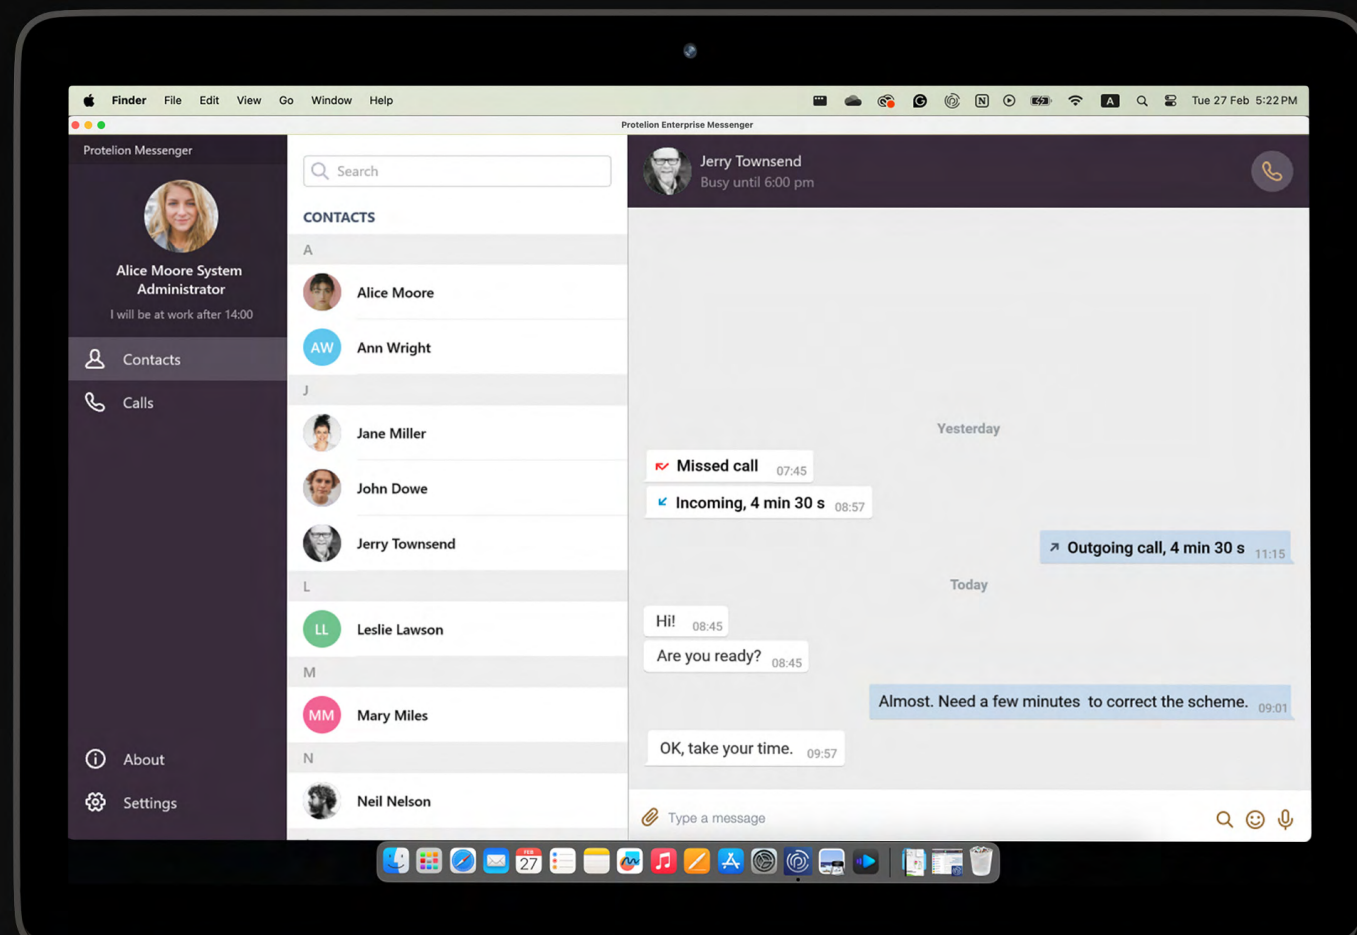 Finder File Edit View Go Window Help
A
Tue 27 Feb 5:22 PM
Protelion Enterprise Messenger
Protelion Messenger
Alice Moore System
Administrator
I will be at work after 14:00
Contacts
Calls
About
Settings
Search
CONTACTS
A
Alice Moore
AW
Ann Wright
J
Jane Miller
John Dowe
Jerry Townsend
L
LL
Leslie Lawson
M
MM
Mary Miles
N
Neil Nelson
Jerry Townsend
Busy until 6:00 pm
Yesterday
Missed call 07:45
Incoming, 4 min 30 s 08:57
Outgoing call, 4 min 30 s 11:15
Today
Hi! 08:45
Are you ready? 08:45
Almost. Need a few minutes to correct the scheme. 09:01
OK, take your time. 09:57
Type a message
FEB
27